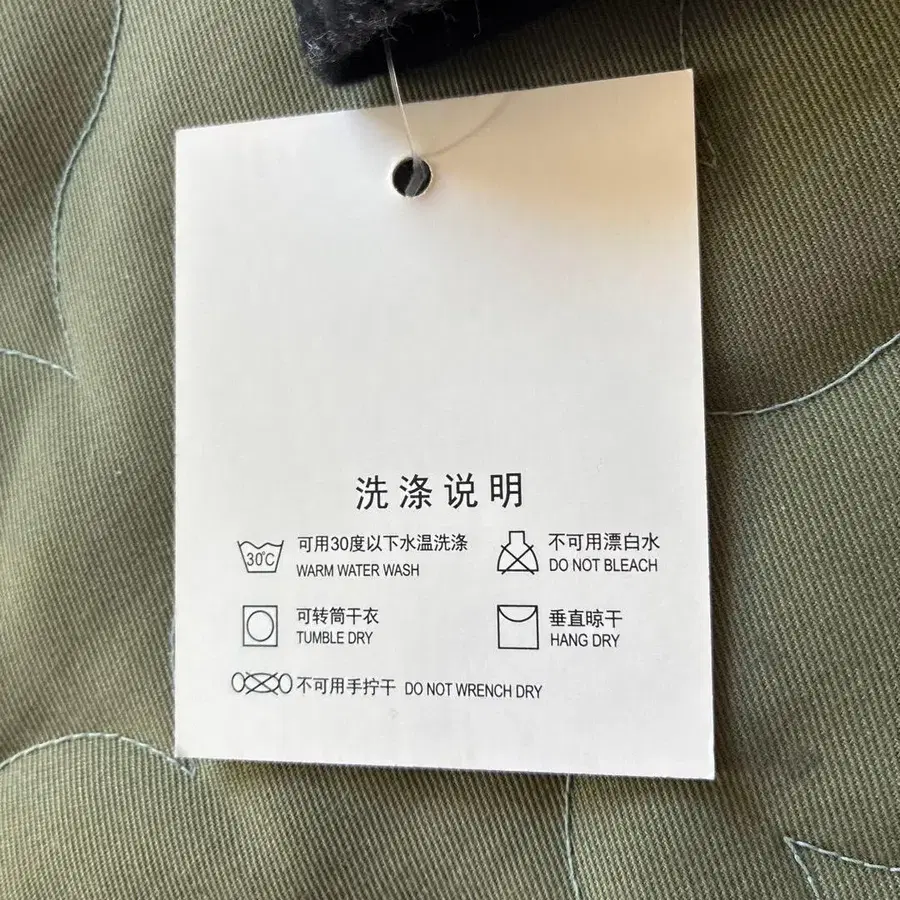 洗涤说明
30℃ 可用30度以下水温洗涤
WARM WATER WASH
不可用漂白水
DO NOT BLEACH
可转筒干衣
TUMBLE DRY
垂直晾干
HANG DRY
不可用手拧干 DO NOT WRENCH DRY